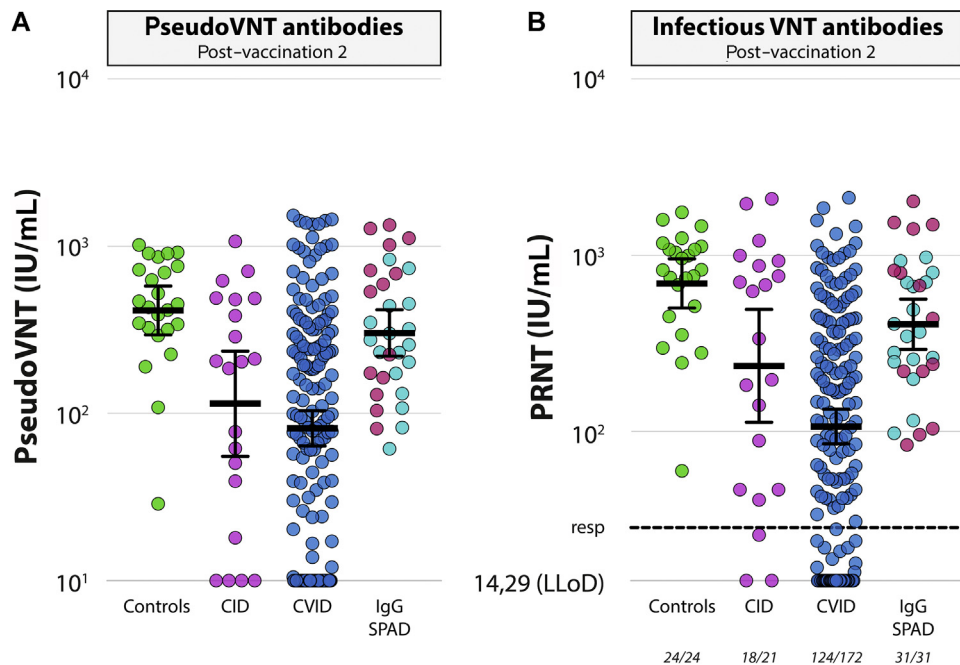 A
PseudoVNT antibodies
Post–vaccination 2
PseudoVNT (IU/mL)
10⁴
10³
10²
10¹
Controls
CID
CVID
IgG
SPAD
B
Infectious VNT antibodies
Post–vaccination 2
PRNT (IU/mL)
10⁴
10³
10²
resp
14,29 (LLoD)
Controls
CID
CVID
IgG
SPAD
24/24
18/21
124/172
31/31